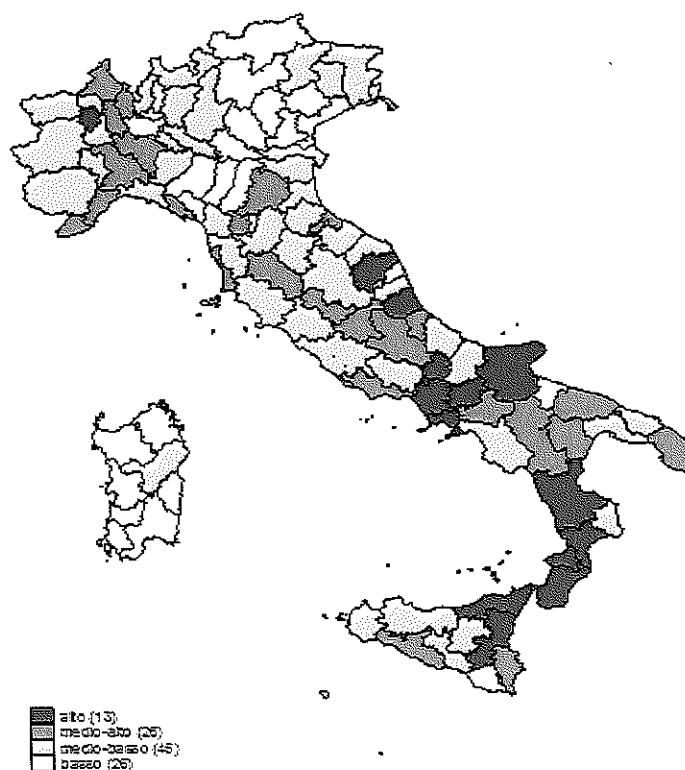 alto (13)
medio-alto (26)
medio-basso (45)
basso (26)